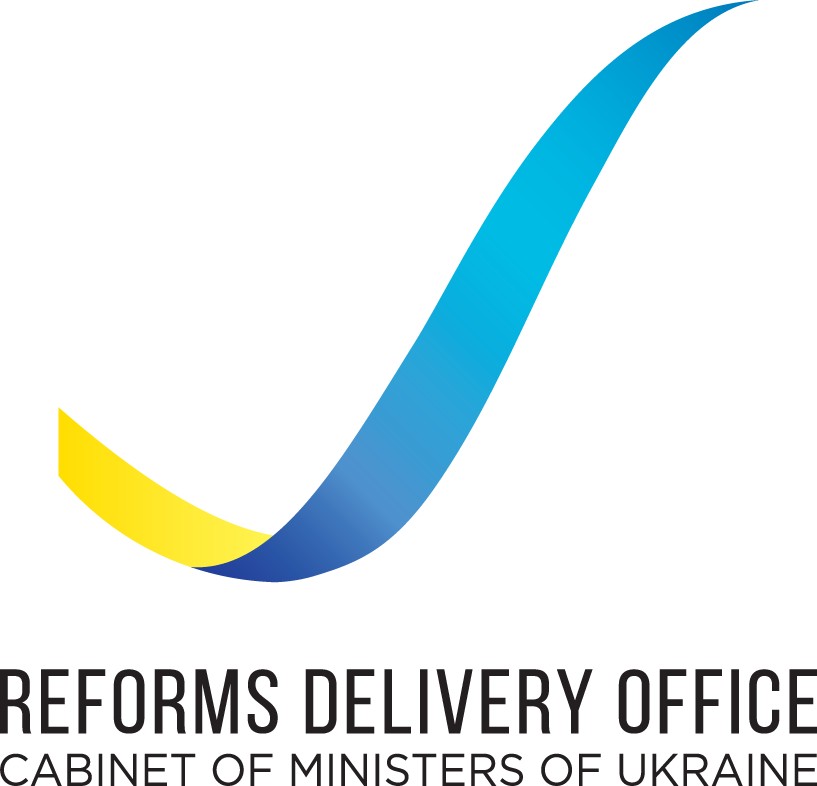 REFORMS DELIVERY OFFICE
CABINET OF MINISTERS OF UKRAINE